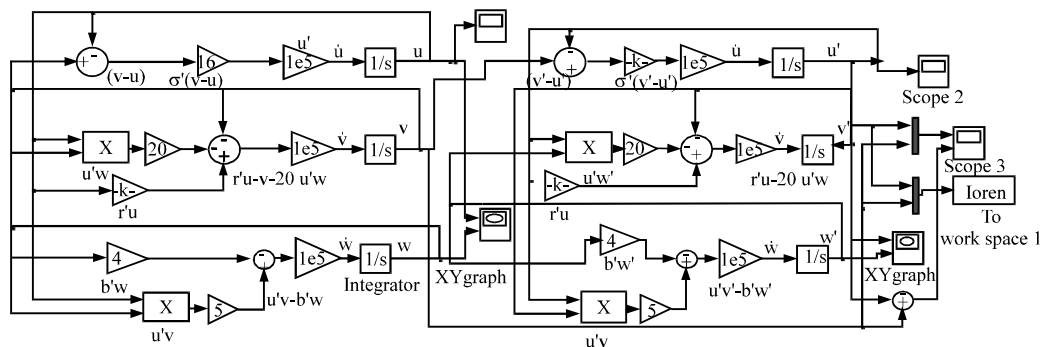 u'
16
1e5
u̇
1/s
u
(v-u)
σ'(v-u)
X
20
1e5
v̇
1/s
v
u'w
r'u-v-20 u'w
-k-
r'u
4
b'w
1e5
ẇ
1/s
w
Integrator
X
5
u'v-b'w
u'v
XYgraph
-k-
1e5
u̇
1/s
u'
(v'-u')
σ'(v'-u')
Scope 2
X
20
1e5
v̇
1/s
v'
u'w'
r'u-20 u'w
-k-
r'u
Scope 3
Ioren
To
work space 1
4
b'w'
1e5
ẇ
1/s
w'
XYgraph
X
5
u'v'-b'w'
u'v